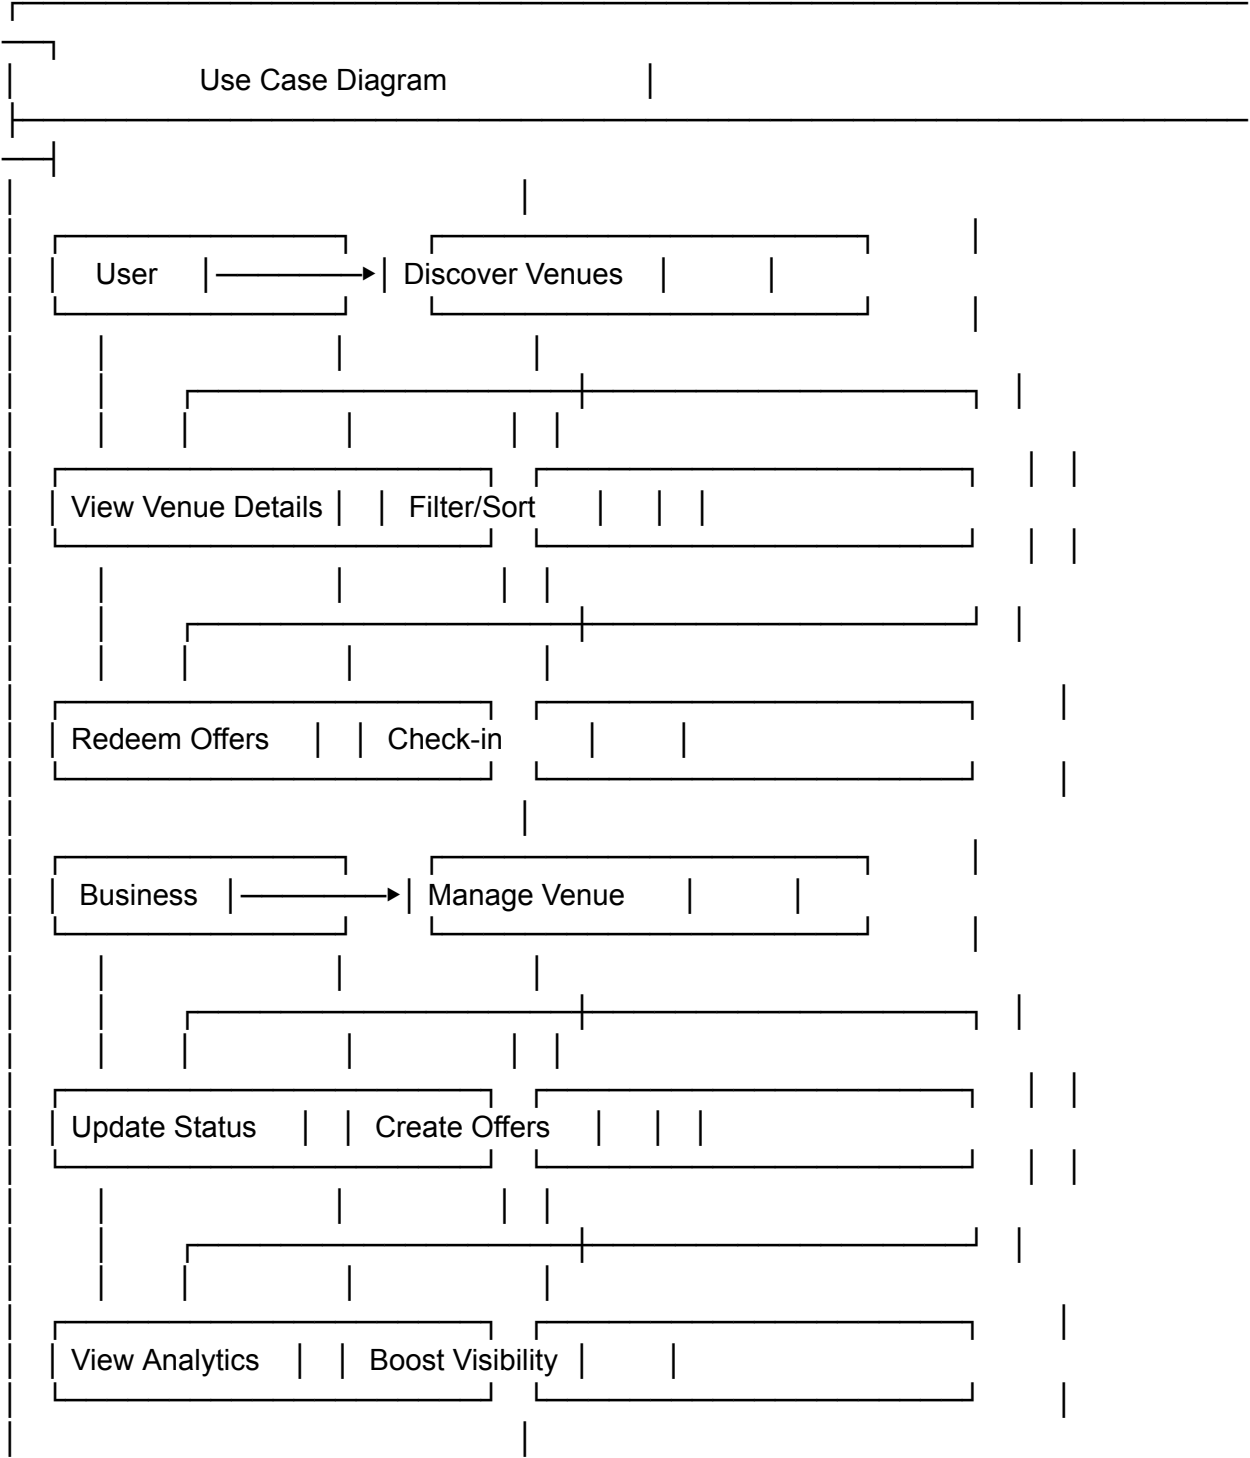 Use Case Diagram
User Discover Venues
View Venue Details Filter/Sort
Redeem Offers Check-in
Business Manage Venue
Update Status Create Offers
View Analytics Boost Visibility